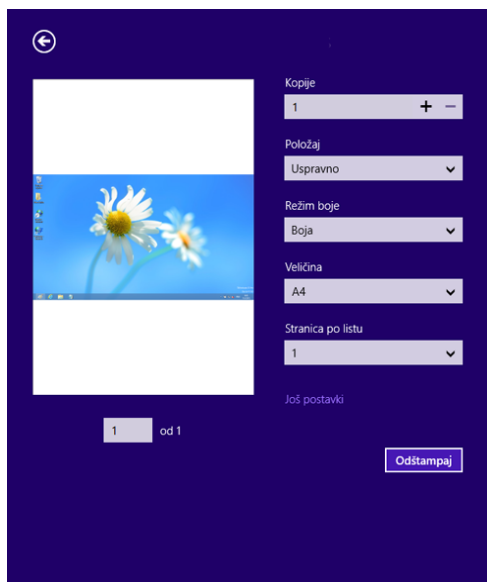 Kopije
1
Položaj
Uspravno
Režim boje
Boja
Veličina
A4
Stranica po listu
1
Još postavki
1 od 1
Odštampaj